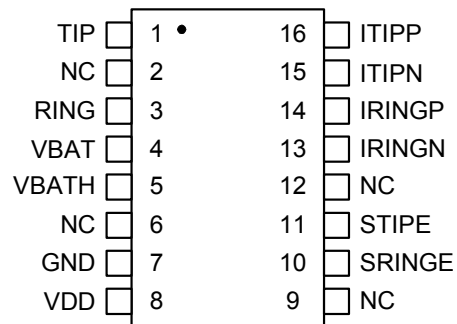 TIP 1 16 ITIPP
NC 2 15 ITIPN
RING 3 14 IRINGP
VBAT 4 13 IRINGN
VBATH 5 12 NC
NC 6 11 STIPE
GND 7 10 SRINGE
VDD 8 9 NC